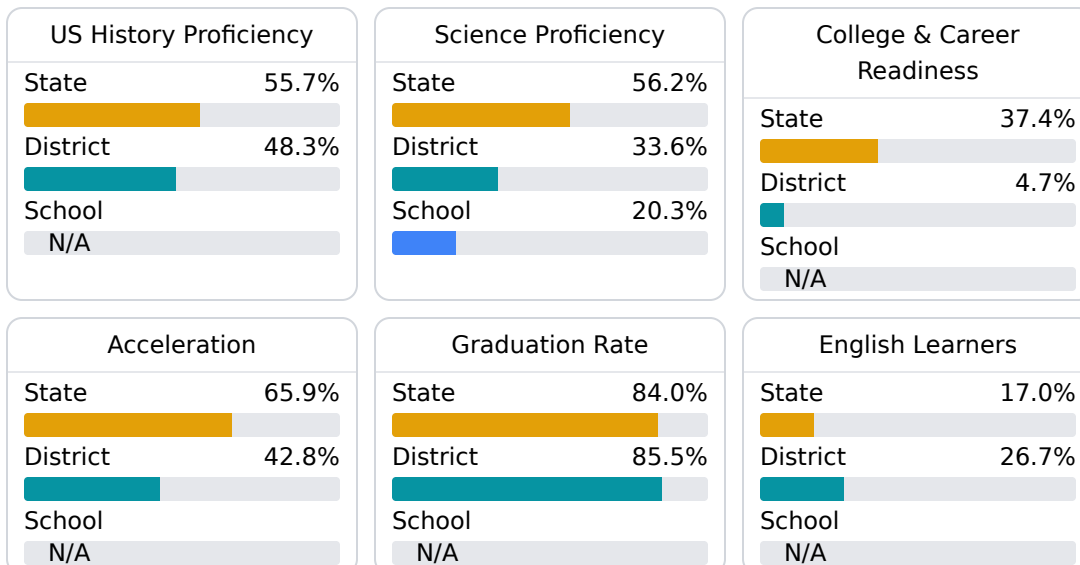 US History Proficiency
State 55.7%
District 48.3%
School
N/A
Science Proficiency
State 56.2%
District 33.6%
School 20.3%
College & Career
Readiness
State 37.4%
District 4.7%
School
N/A
Acceleration
State 65.9%
District 42.8%
School
N/A
Graduation Rate
State 84.0%
District 85.5%
School
N/A
English Learners
State 17.0%
District 26.7%
School
N/A